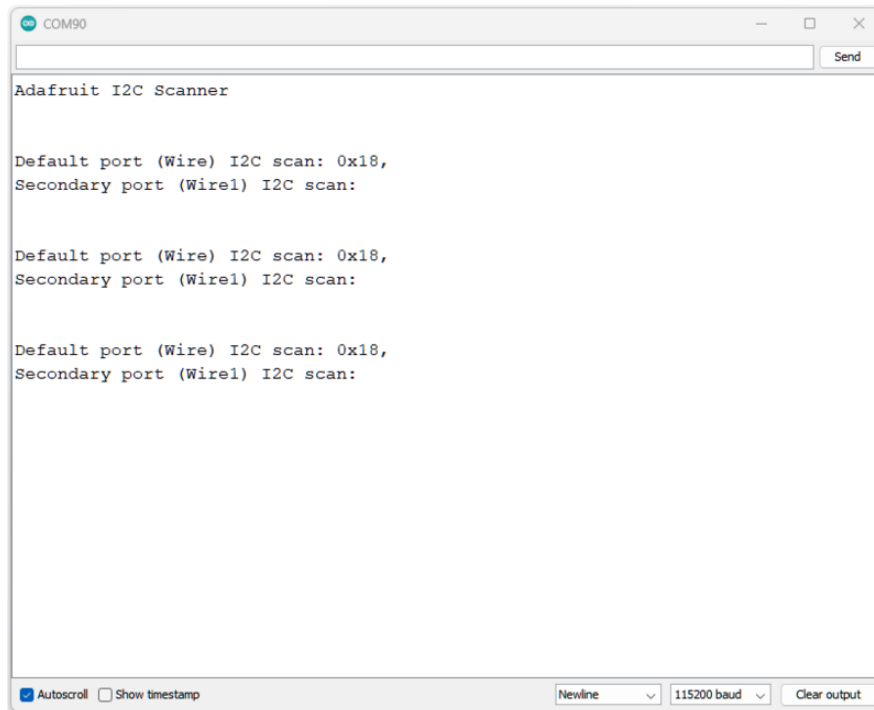 COM90
Send
Adafruit I2C Scanner
Default port (Wire) I2C scan: 0x18,
Secondary port (Wire1) I2C scan:
Default port (Wire) I2C scan: 0x18,
Secondary port (Wire1) I2C scan:
Default port (Wire) I2C scan: 0x18,
Secondary port (Wire1) I2C scan:
Autoscroll Show timestamp Newline 115200 baud Clear output